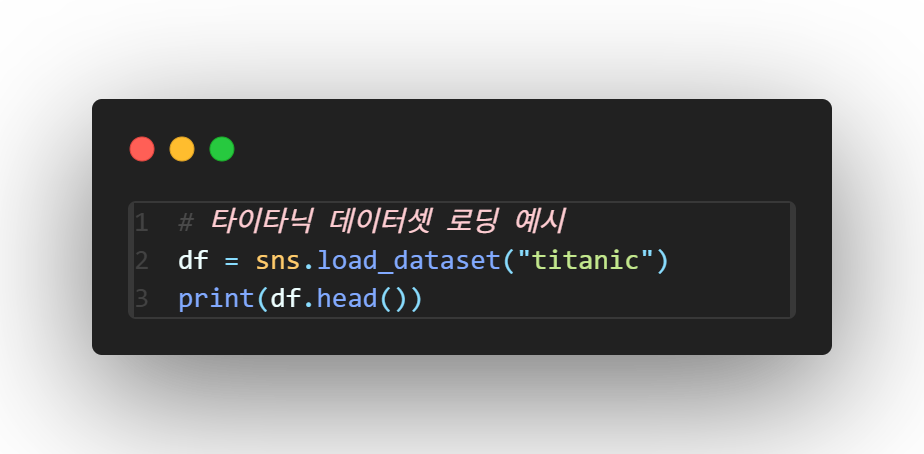 1 # 타이타닉 데이터셋 로딩 예시
2 df = sns.load_dataset("titanic")
3 print(df.head())